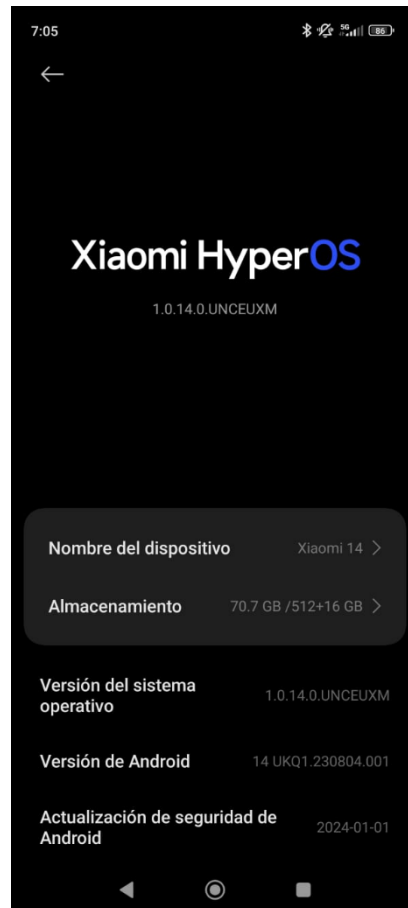 7:05 5G 86
Xiaomi HyperOS
1.0.14.0.UNCEUXM
Nombre del dispositivo Xiaomi 14
Almacenamiento 70.7 GB /512+16 GB
Versión del sistema
operativo 1.0.14.0.UNCEUXM
Versión de Android 14 UKQ1.230804.001
Actualización de seguridad de
Android 2024-01-01